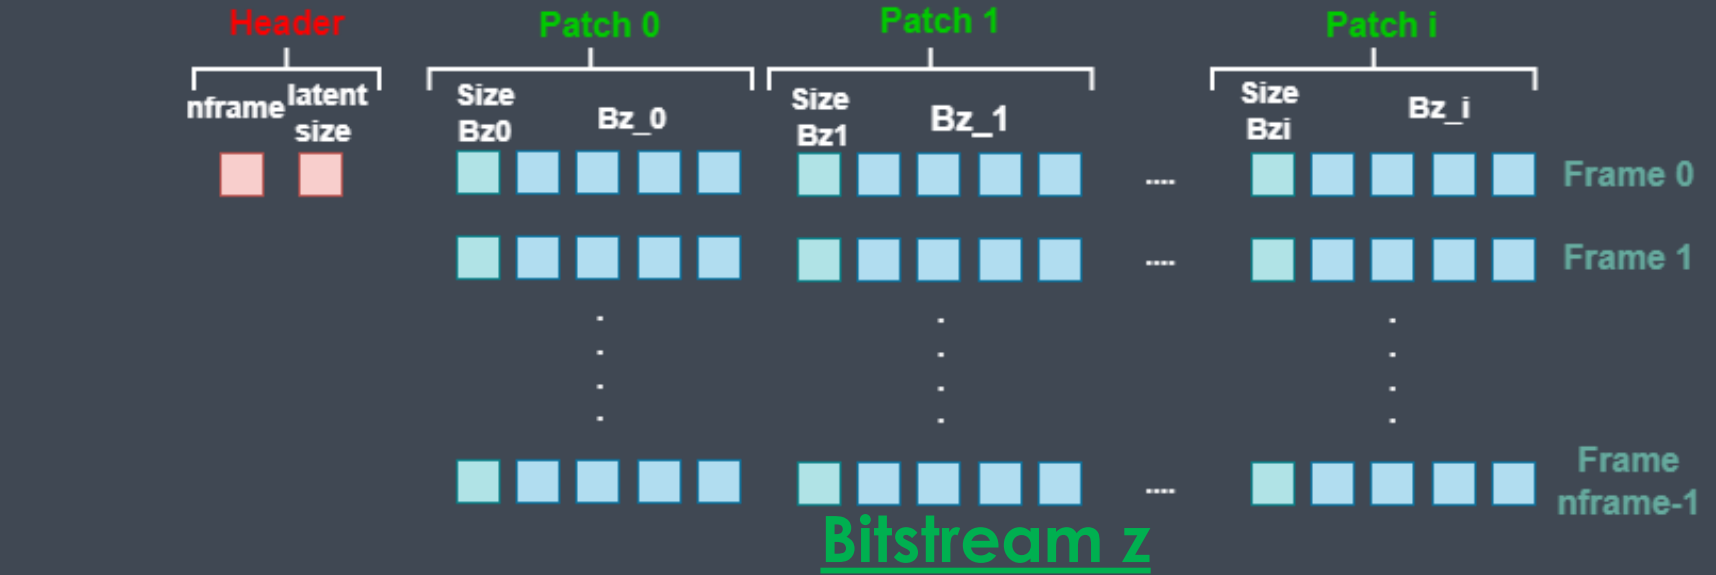 Header
Patch 0
Patch 1
Patch i
nframe
latent
size
Size
Bz0
Bz_0
Size
Bz1
Bz_1
Size
Bzi
Bz_i
....
Frame 0
....
Frame 1
....
Frame
nframe-1
Bitstream z